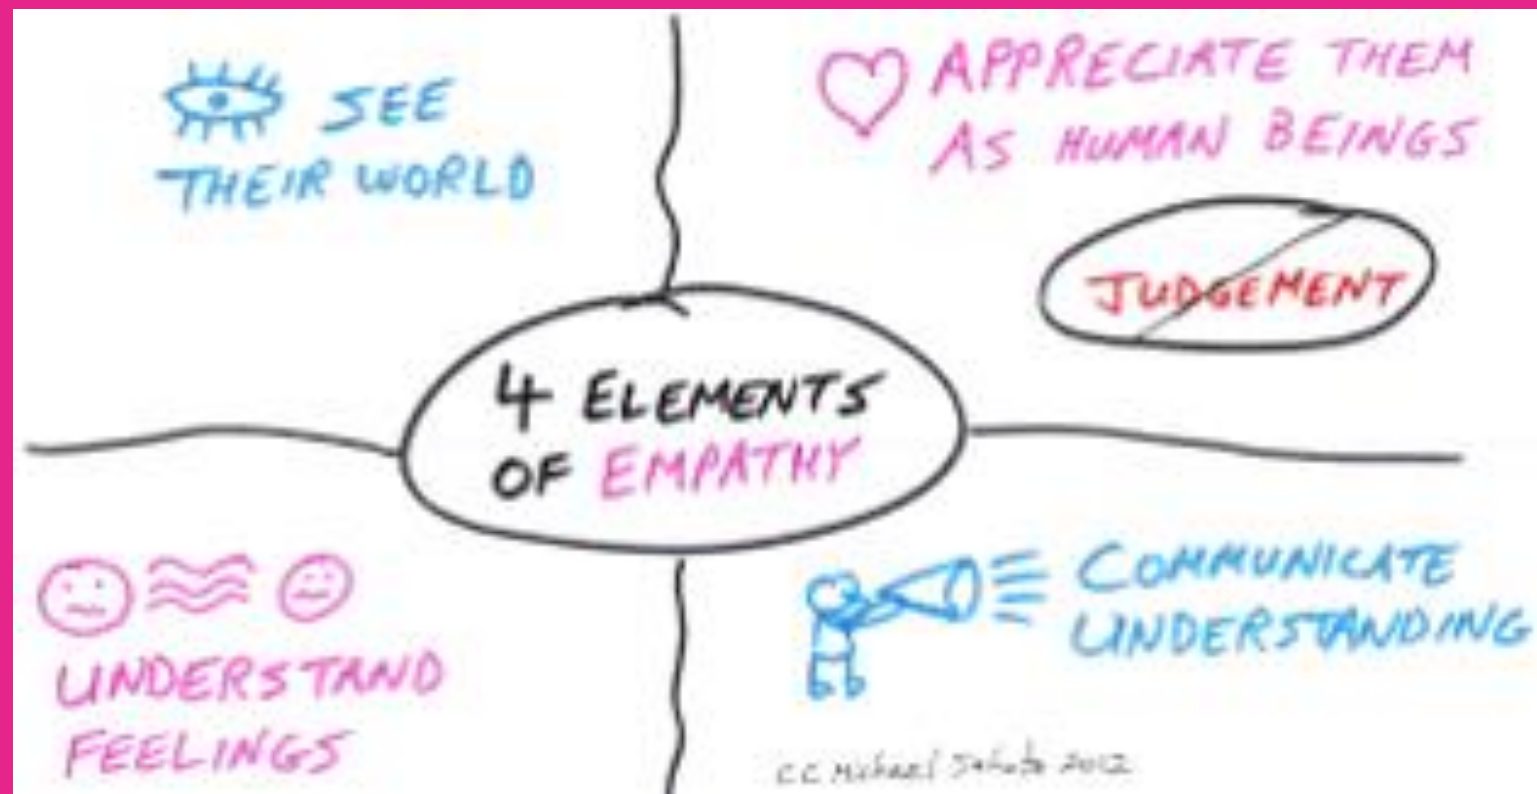 SEE
THEIR WORLD
APPRECIATE THEM
AS HUMAN BEINGS
JUDGEMENT
4 ELEMENTS
OF EMPATHY
UNDERSTAND
FEELINGS
COMMUNICATE
UNDERSTANDING
CC Michael Sahota 2012